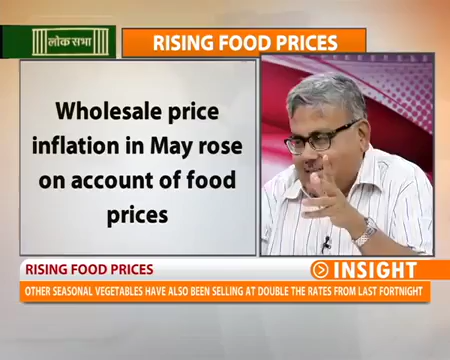 लोक सभा
RISING FOOD PRICES
Wholesale price
inflation in May rose
on account of food
prices
RISING FOOD PRICES
INSIGHT
OTHER SEASONAL VEGETABLES HAVE ALSO BEEN SELLING AT DOUBLE THE RATES FROM LAST FORTNIGHT